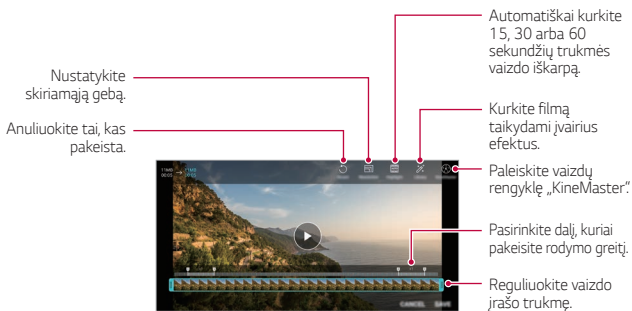 Automatiškai kurkite
15, 30 arba 60
sekundžių trukmės
vaizdo iškarpą.
Nustatykite
skiriamąją gebą.
Kurkite filmą
taikydami įvairius
efektus.
Anuliuokite tai, kas
pakeista.
Paleiskite vaizdų
rengyklę „KineMaster“.
Pasirinkite dalį, kuriai
pakeisite rodymo greitį.
Reguliuokite vaizdo
įrašo trukmę.
CANCEL SAVE